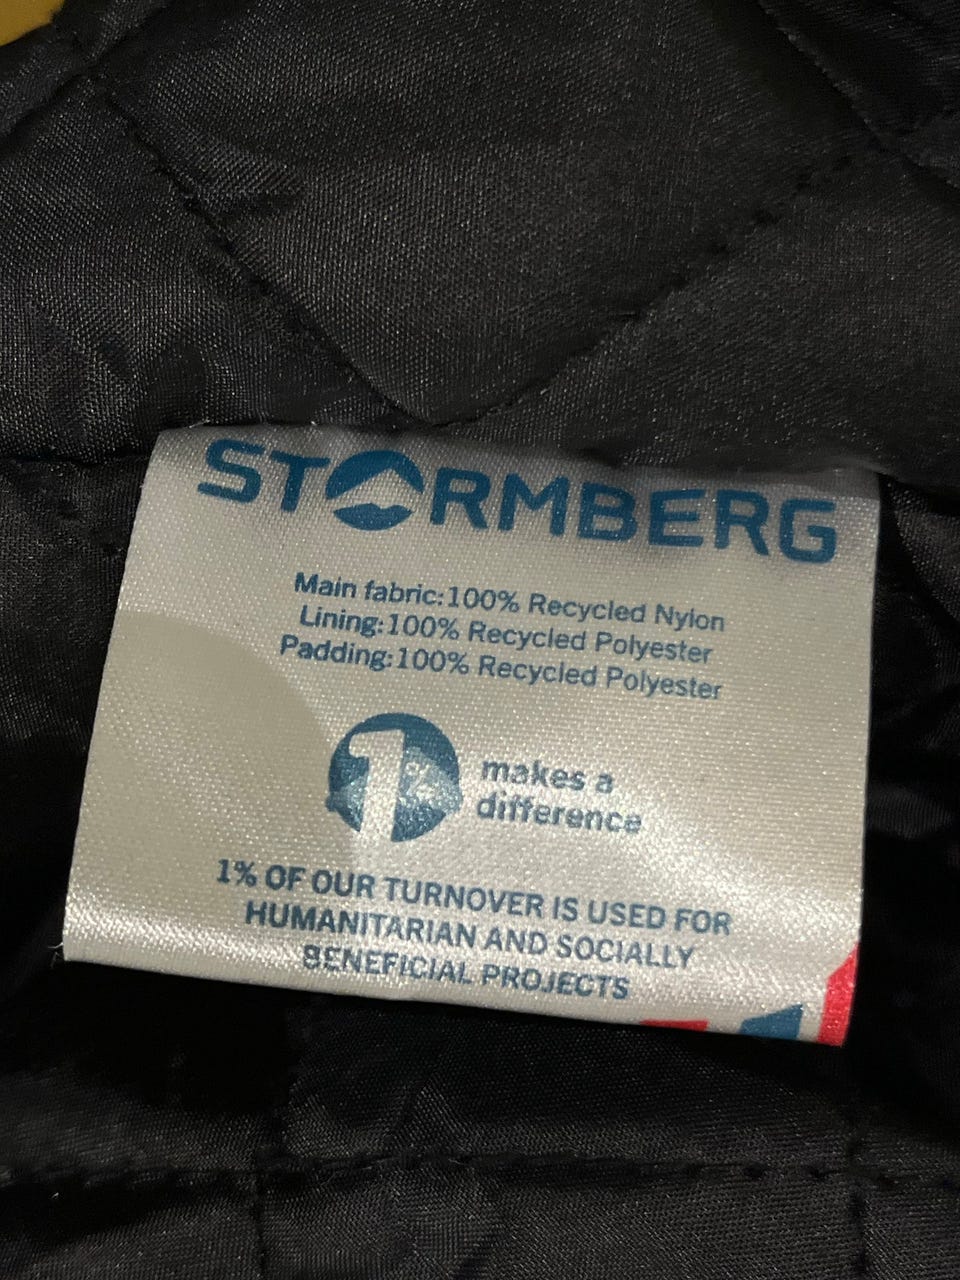 STORMBERG
Main fabric:100% Recycled Nylon
Lining:100% Recycled Polyester
Padding:100% Recycled Polyester
1%
makes a
difference
1% OF OUR TURNOVER IS USED FOR
HUMANITARIAN AND SOCIALLY
BENEFICIAL PROJECTS